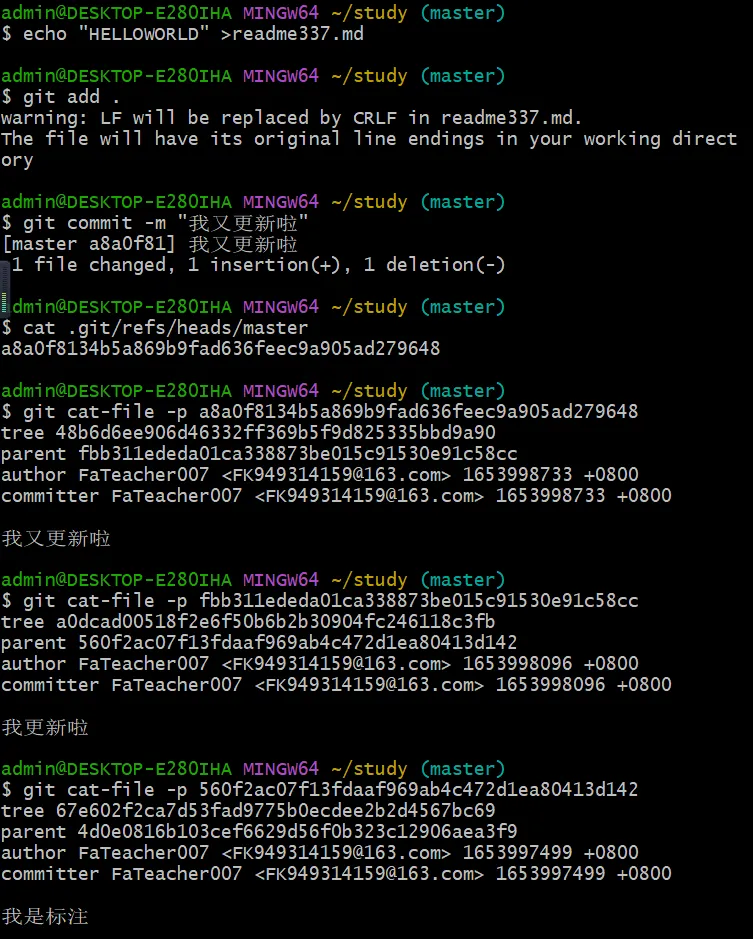 admin@DESKTOP-E280IHA MINGW64 ~/study (master)
$ echo "HELLOWORLD" >readme337.md
admin@DESKTOP-E280IHA MINGW64 ~/study (master)
$ git add .
warning: LF will be replaced by CRLF in readme337.md.
The file will have its original line endings in your working direct
ory
admin@DESKTOP-E280IHA MINGW64 ~/study (master)
$ git commit -m "我又更新啦"
[master a8a0f81] 我又更新啦
1 file changed, 1 insertion(+), 1 deletion(-)
admin@DESKTOP-E280IHA MINGW64 ~/study (master)
$ cat .git/refs/heads/master
a8a0f8134b5a869b9fad636feec9a905ad279648
admin@DESKTOP-E280IHA MINGW64 ~/study (master)
$ git cat-file -p a8a0f8134b5a869b9fad636feec9a905ad279648
tree 48b6d6ee906d46332ff369b5f9d825335bbd9a90
parent fbb311ededa01ca338873be015c91530e91c58cc
author FaTeacher007 <FK949314159@163.com> 1653998733 +0800
committer FaTeacher007 <FK949314159@163.com> 1653998733 +0800
我又更新啦
admin@DESKTOP-E280IHA MINGW64 ~/study (master)
$ git cat-file -p fbb311ededa01ca338873be015c91530e91c58cc
tree a0dcad00518f2e6f50b6b2b30904fc246118c3fb
parent 560f2ac07f13fdaaf969ab4c472d1ea80413d142
author FaTeacher007 <FK949314159@163.com> 1653998096 +0800
committer FaTeacher007 <FK949314159@163.com> 1653998096 +0800
我更新啦
admin@DESKTOP-E280IHA MINGW64 ~/study (master)
$ git cat-file -p 560f2ac07f13fdaaf969ab4c472d1ea80413d142
tree 67e602f2ca7d53fad9775b0ecdee2b2d4567bc69
parent 4d0e0816b103cef6629d56f0b323c12906aea3f9
author FaTeacher007 <FK949314159@163.com> 1653997499 +0800
committer FaTeacher007 <FK949314159@163.com> 1653997499 +0800
我是标注